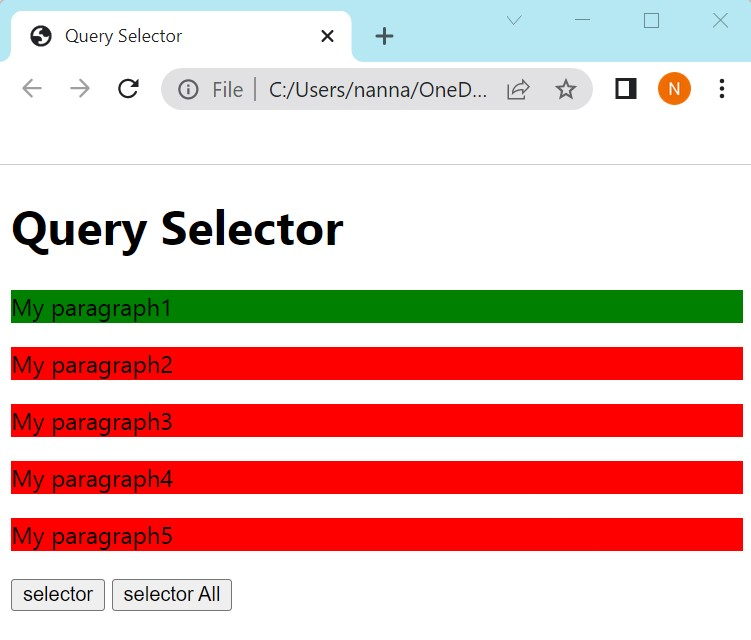 Query Selector
File | C:/Users/nanna/OneD...
N
Query Selector
My paragraph1
My paragraph2
My paragraph3
My paragraph4
My paragraph5
selector selector All